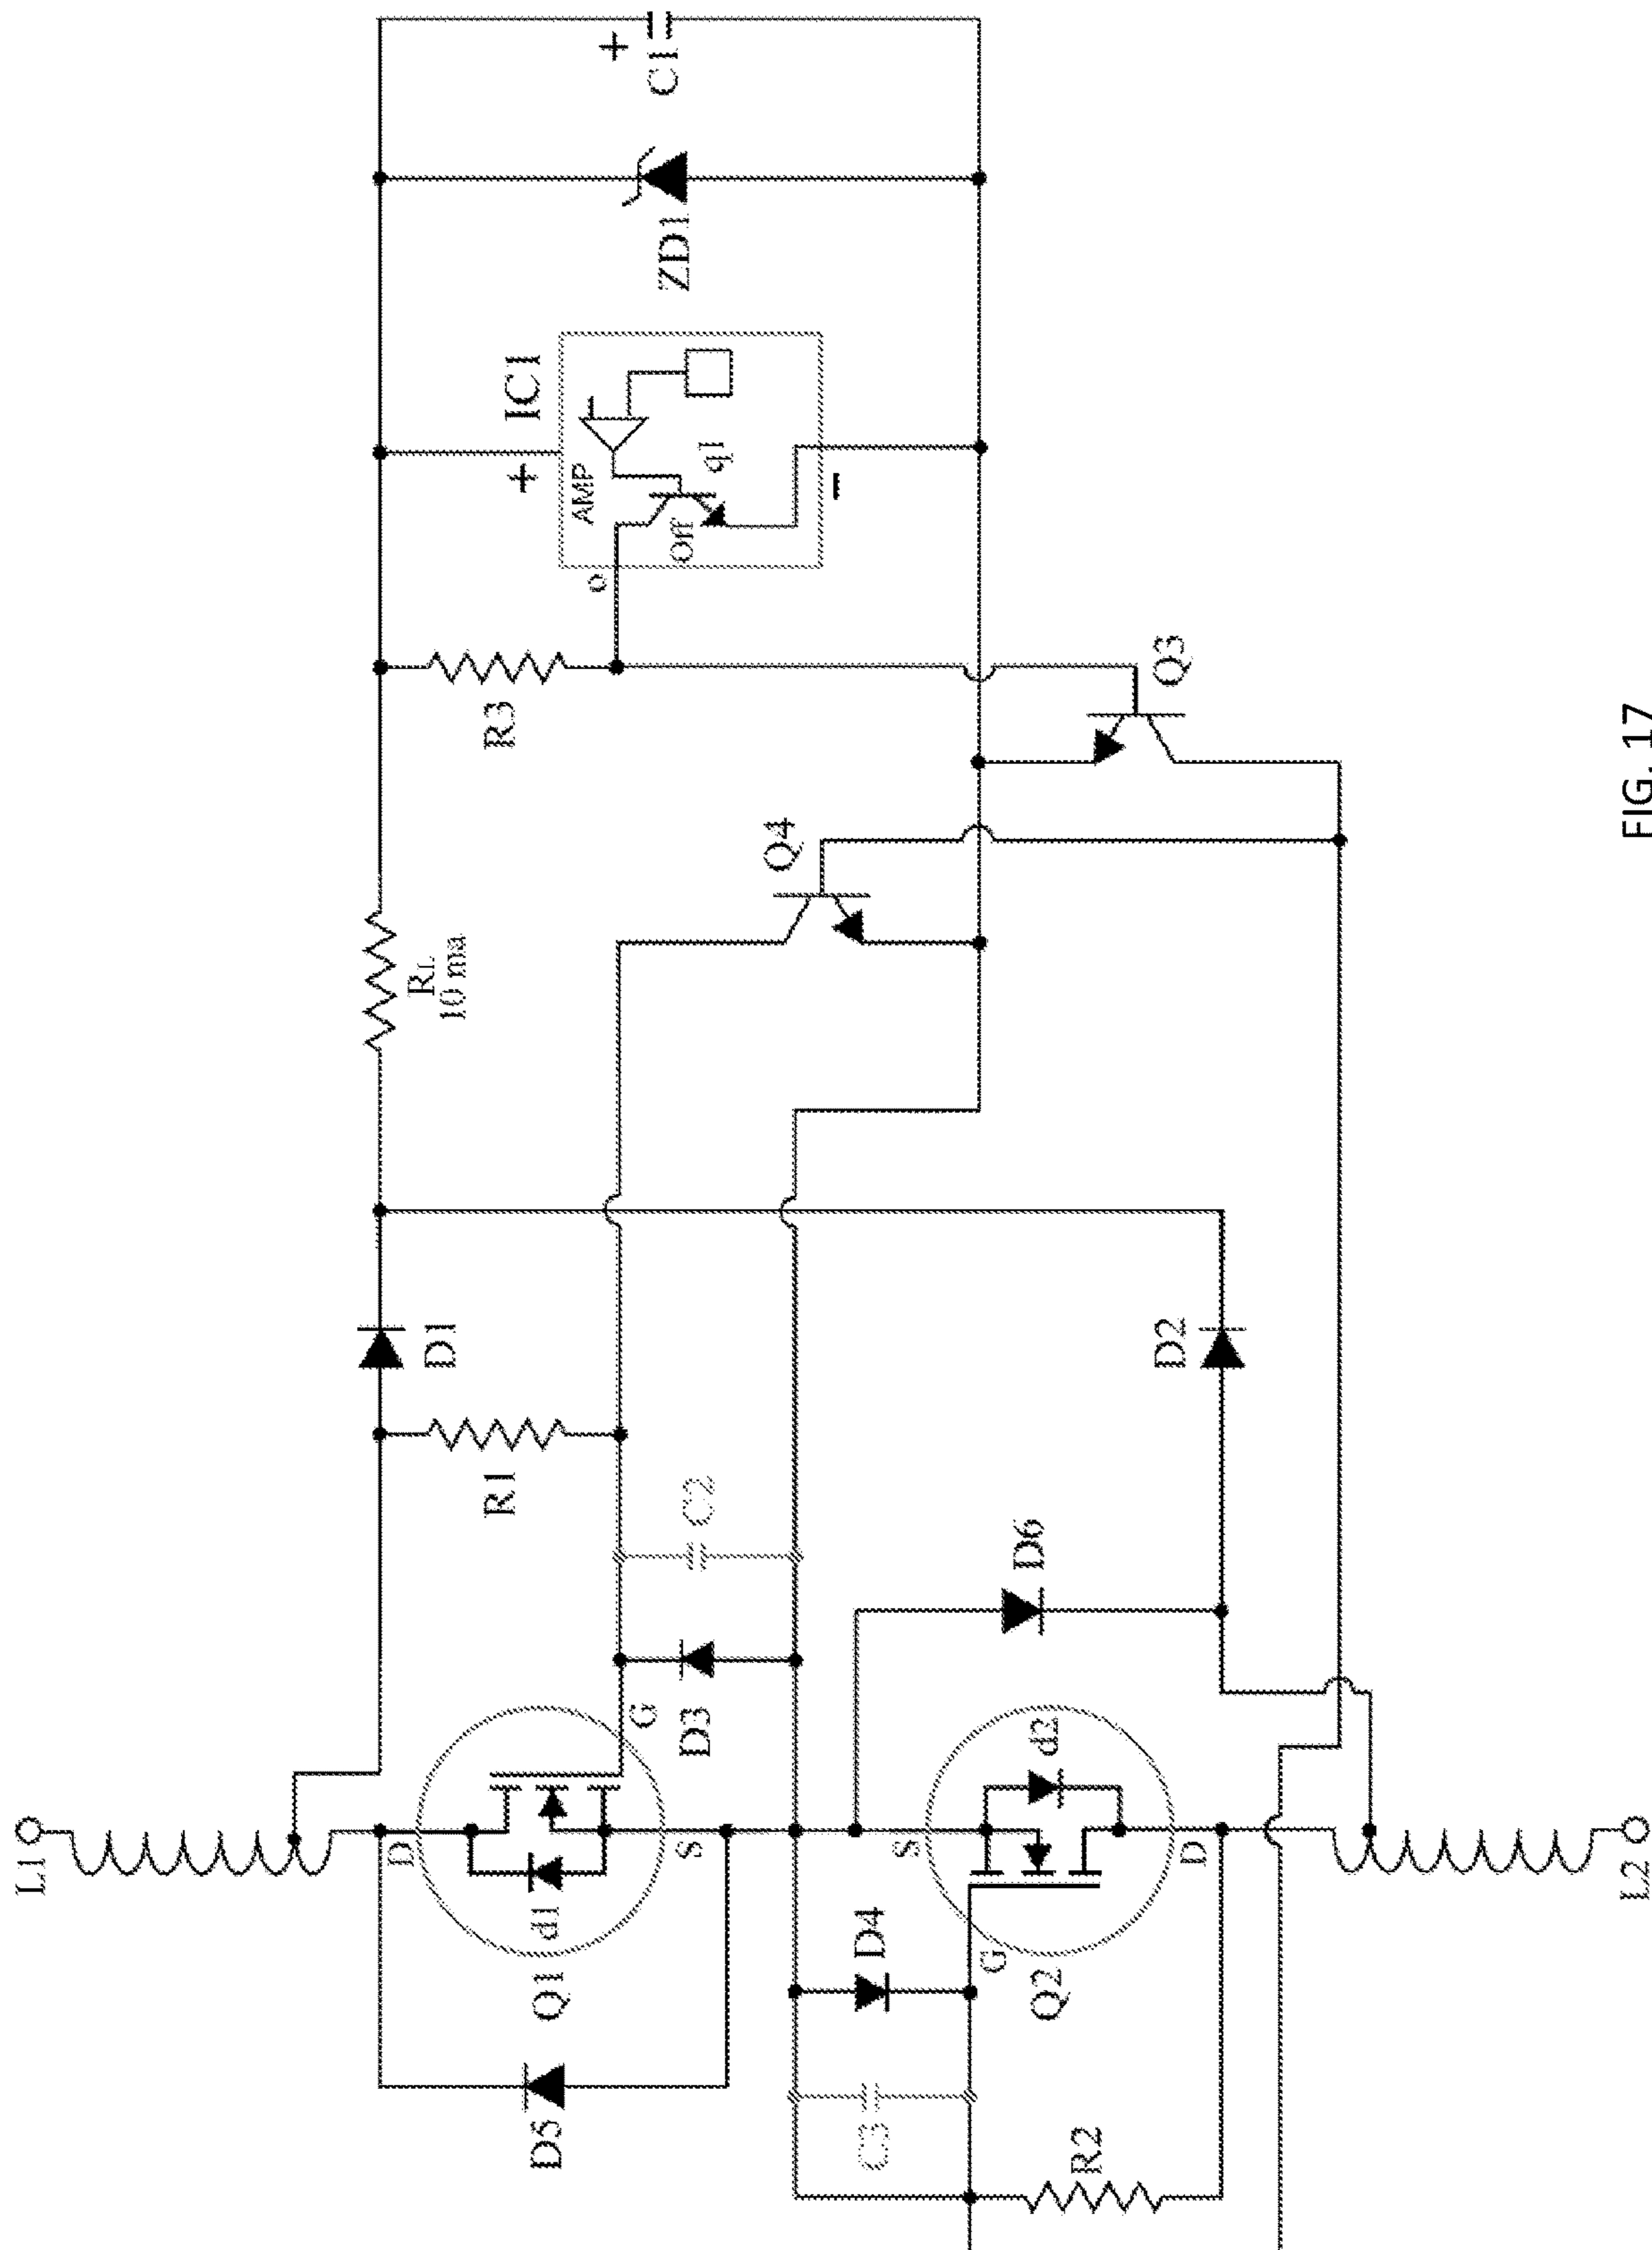 L1
D1
R1
RL
10 ma
R3
+
IC1
AMP
q1
Off
o
-
ZD1
+
C1
Q4
Q3
C2
D3
G
D
S
d1
Q1
D5
D6
D2
S
d2
D
G
Q2
D4
C3
R2
L2
FIG. 17